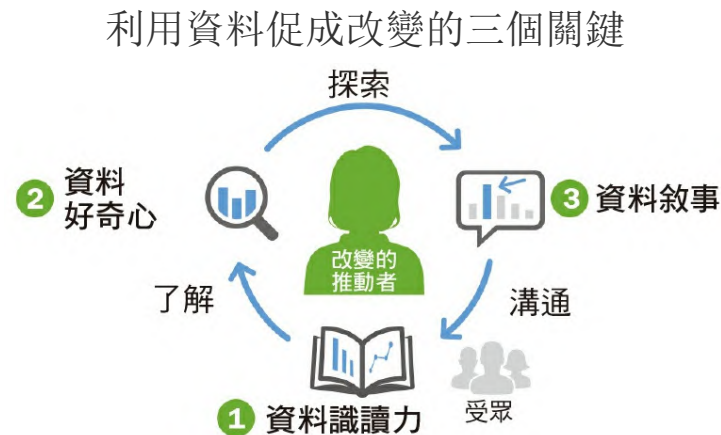 利用資料促成改變的三個關鍵
探索
2 資料
好奇心
3 資料敘事
改變的
推動者
了解
溝通
1 資料識讀力
受眾